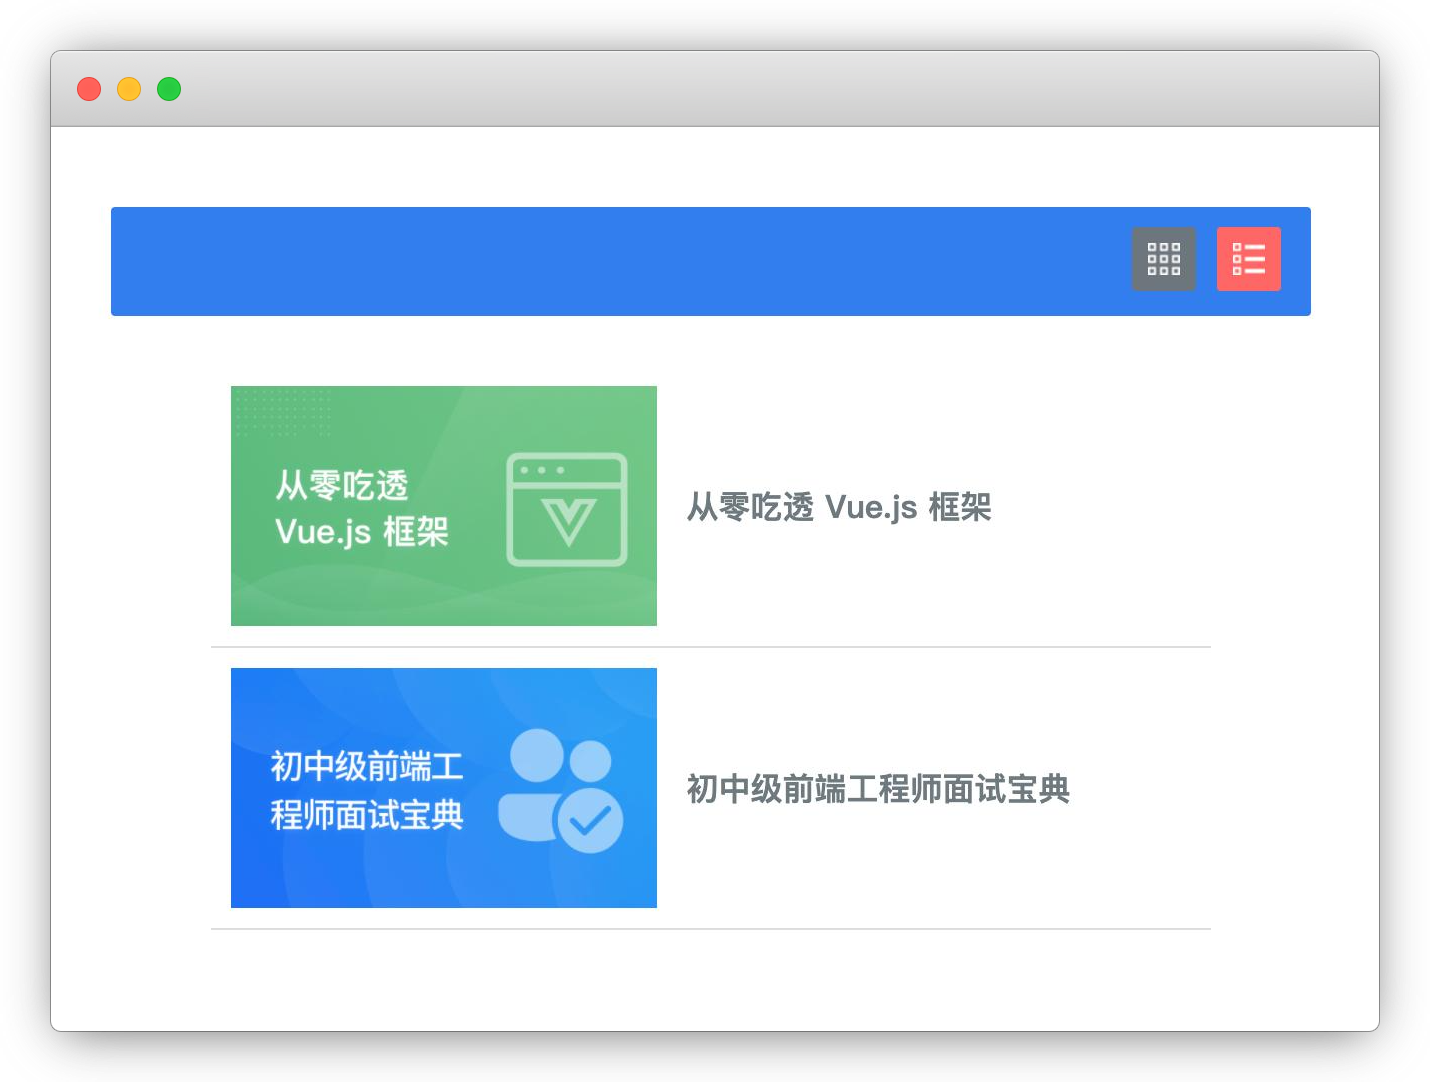 从零吃透
Vue.js 框架
从零吃透 Vue.js 框架
初中级前端工
程师面试宝典
初中级前端工程师面试宝典